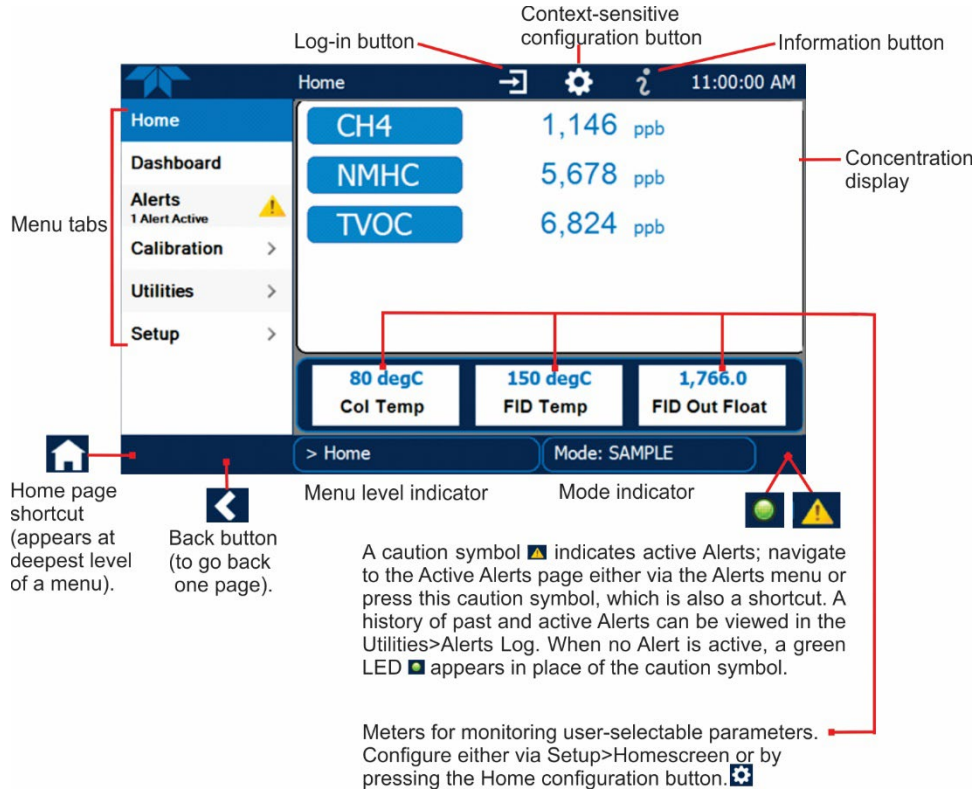 Context-sensitive
configuration button
Log-in button
Information button
Home
11:00:00 AM
Menu tabs
Home
Dashboard
Alerts
1 Alert Active
Calibration >
Utilities >
Setup >
CH4 1,146 ppb
NMHC 5,678 ppb
TVOC 6,824 ppb
Concentration
display
80 degC
Col Temp
150 degC
FID Temp
1,766.0
FID Out Float
> Home
Mode: SAMPLE
Home page
shortcut
(appears at
deepest level
of a menu).
Back button
(to go back
one page).
Menu level indicator
Mode indicator
A caution symbol indicates active Alerts; navigate
to the Active Alerts page either via the Alerts menu or
press this caution symbol, which is also a shortcut. A
history of past and active Alerts can be viewed in the
Utilities>Alerts Log. When no Alert is active, a green
LED appears in place of the caution symbol.
Meters for monitoring user-selectable parameters.
Configure either via Setup>Homescreen or by
pressing the Home configuration button.